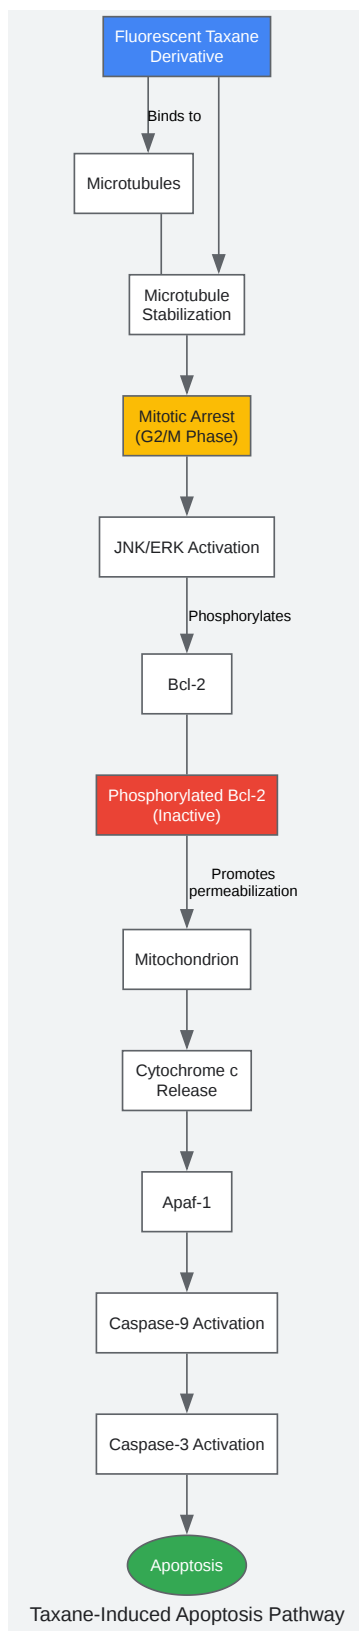 Fluorescent Taxane
Derivative
Binds to
Microtubules
Microtubule
Stabilization
Mitotic Arrest
(G2/M Phase)
JNK/ERK Activation
Phosphorylates
Bcl-2
Phosphorylated Bcl-2
(Inactive)
Promotes
permeabilization
Mitochondrion
Cytochrome c
Release
Apaf-1
Caspase-9 Activation
Caspase-3 Activation
Apoptosis
Taxane-Induced Apoptosis Pathway